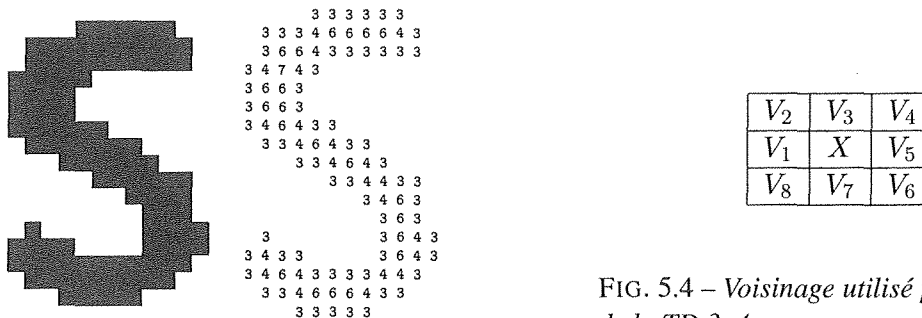 3 3 3 3 3 3
3 3 3 4 6 6 6 6 4 3
3 6 6 4 3 3 3 3 3 3
3 4 7 4 3
3 6 6 3
3 6 6 3
3 4 6 4 3 3
3 3 4 6 4 3 3
3 3 4 6 4 3
3 3 4 4 3 3
3 4 6 3
3 6 3
3 3 6 4 3
3 4 3 3 3 6 4 3
3 4 6 4 3 3 3 3 4 4 3
3 3 4 6 6 6 4 3 3
3 3 3 3 3
V2 V3 V4
V1 X V5
V8 V7 V6
FIG. 5.4 – Voisinage utilisé
de la TD 3-4